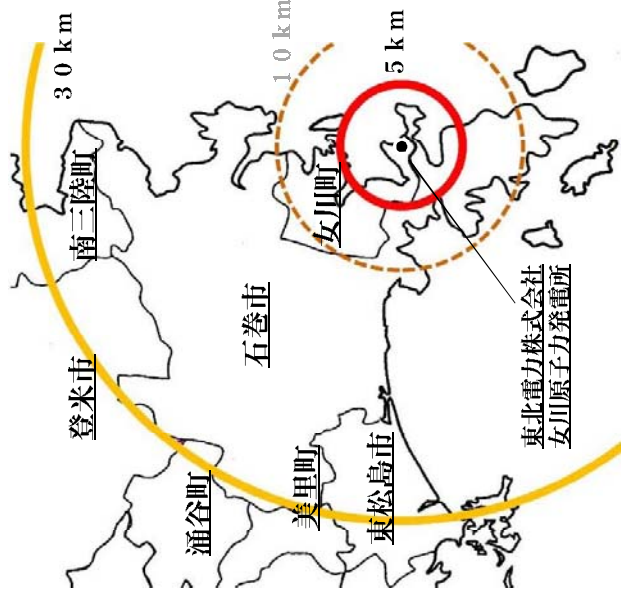 30km
10km
5km
南三陸町
女川町
石巻市
登米市
涌谷町
美里町
東松島市
東北電力株式会社
女川原子力発電所